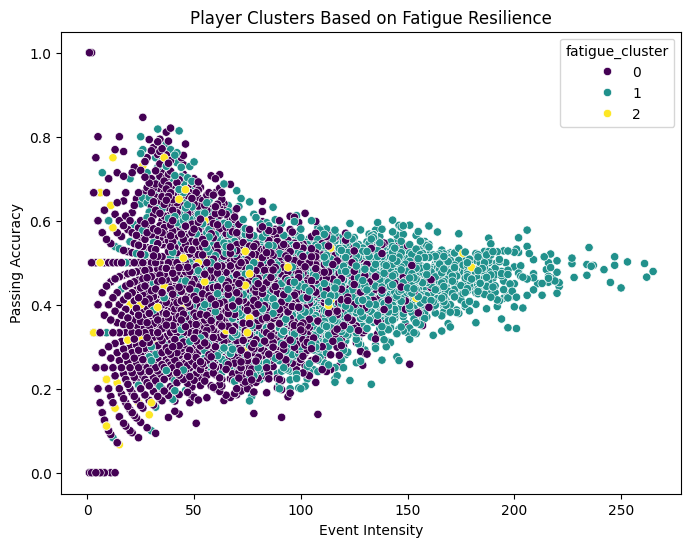 Player Clusters Based on Fatigue Resilience
fatigue_cluster
0
1
2
1.0
0.8
0.6
0.4
0.2
0.0
Passing Accuracy
0 50 100 150 200 250
Event Intensity